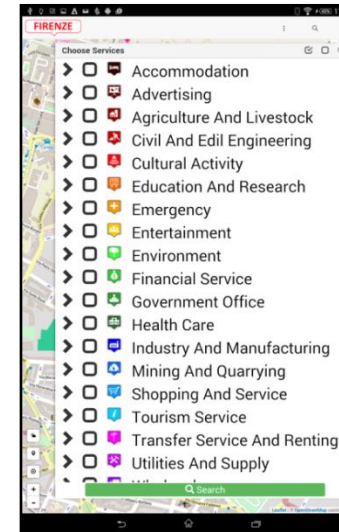 FIRENZE
Choose Services
Accommodation
Advertising
Agriculture And Livestock
Civil And Edil Engineering
Cultural Activity
Education And Research
Emergency
Entertainment
Environment
Financial Service
Government Office
Health Care
Industry And Manufacturing
Mining And Quarrying
Shopping And Service
Tourism Service
Transfer Service And Renting
Utilities And Supply
Search